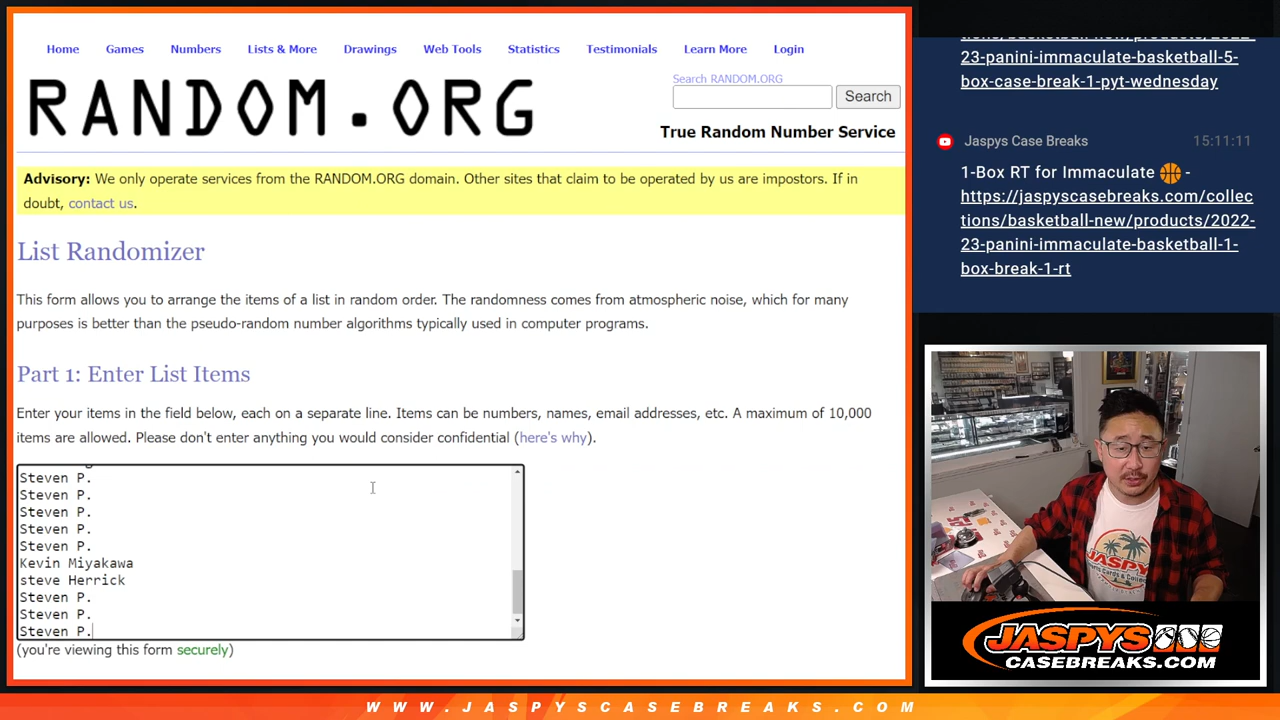 Home Games Numbers Lists & More Drawings Web Tools Statistics Testimonials Learn More Login
RANDOM.ORG
Search RANDOM.ORG
Search
True Random Number Service
Advisory: We only operate services from the RANDOM.ORG domain. Other sites that claim to be operated by us are impostors. If in
doubt, contact us.
List Randomizer
This form allows you to arrange the items of a list in random order. The randomness comes from atmospheric noise, which for many
purposes is better than the pseudo-random number algorithms typically used in computer programs.
Part 1: Enter List Items
Enter your items in the field below, each on a separate line. Items can be numbers, names, email addresses, etc. A maximum of 10,000
items are allowed. Please don't enter anything you would consider confidential (here's why).
Steven P.
Steven P.
Steven P.
Steven P.
Steven P.
Kevin Miyakawa
steve Herrick
Steven P.
Steven P.
Steven P.
(you're viewing this form securely)
tions/basketball-new/products/2022-
23-panini-immaculate-basketball-5-
box-case-break-1-pyt-wednesday
Jaspys Case Breaks 15:11:11
1-Box RT for Immaculate 🏀 -
https://jaspyscasebreaks.com/collec
tions/basketball-new/products/2022-
23-panini-immaculate-basketball-1-
box-break-1-rt
JASPYS
JASPYS
CASEBREAKS.COM
WWW.JASPYSCASEBREAKS.COM